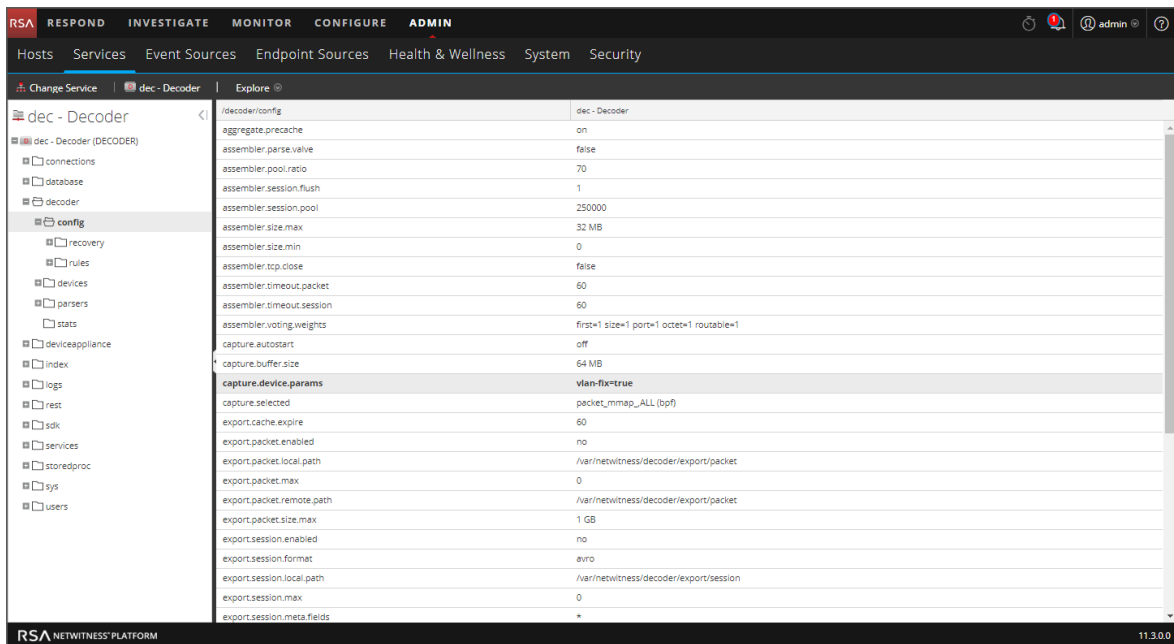 RSA RESPOND INVESTIGATE MONITOR CONFIGURE ADMIN 1 admin ?
Hosts Services Event Sources Endpoint Sources Health & Wellness System Security
Change Service | dec - Decoder | Explore
dec - Decoder
dec - Decoder (DECODER)
connections
database
decoder
config
recovery
rules
devices
parsers
stats
deviceappliance
index
logs
rest
sdk
services
storedproc
sys
users
/decoder/config dec - Decoder
aggregate.precache on
assembler.parse.valve false
assembler.pool.ratio 70
assembler.session.flush 1
assembler.session.pool 250000
assembler.size.max 32 MB
assembler.size.min 0
assembler.tcp.close false
assembler.timeout.packet 60
assembler.timeout.session 60
assembler.voting.weights first=1 size=1 port=1 octet=1 routable=1
capture.autostart off
capture.buffer.size 64 MB
capture.device.params vlan-fix=true
capture.selected packet_mmap_,ALL (bpf)
export.cache.expire 60
export.packet.enabled no
export.packet.local.path /var/netwitness/decoder/export/packet
export.packet.max 0
export.packet.remote.path /var/netwitness/decoder/export/packet
export.packet.size.max 1 GB
export.session.enabled no
export.session.format avro
export.session.local.path /var/netwitness/decoder/export/session
export.session.max 0
export.session.meta.fields *
RSA NETWITNESS® PLATFORM 11.3.0.0